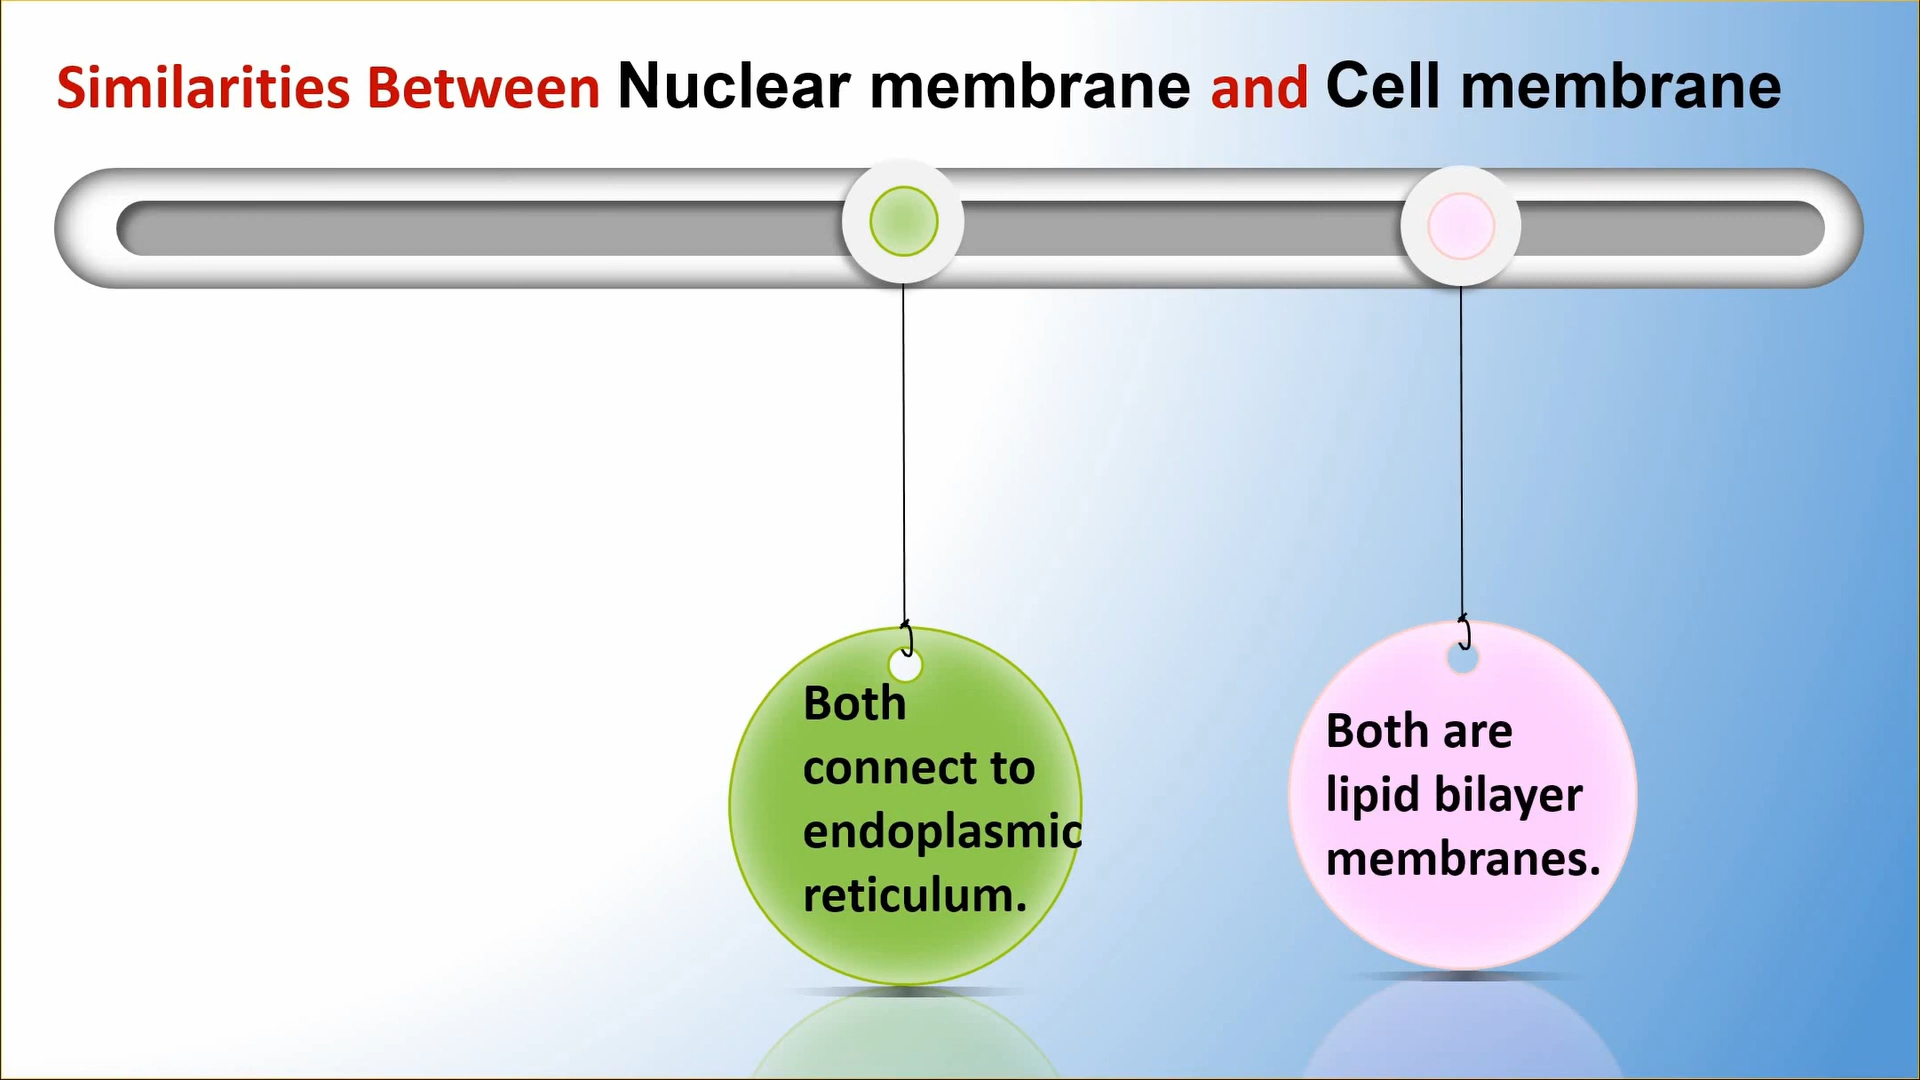 Similarities Between Nuclear membrane and Cell membrane
Both
connect to
endoplasmic
reticulum.
Both are
lipid bilayer
membranes.